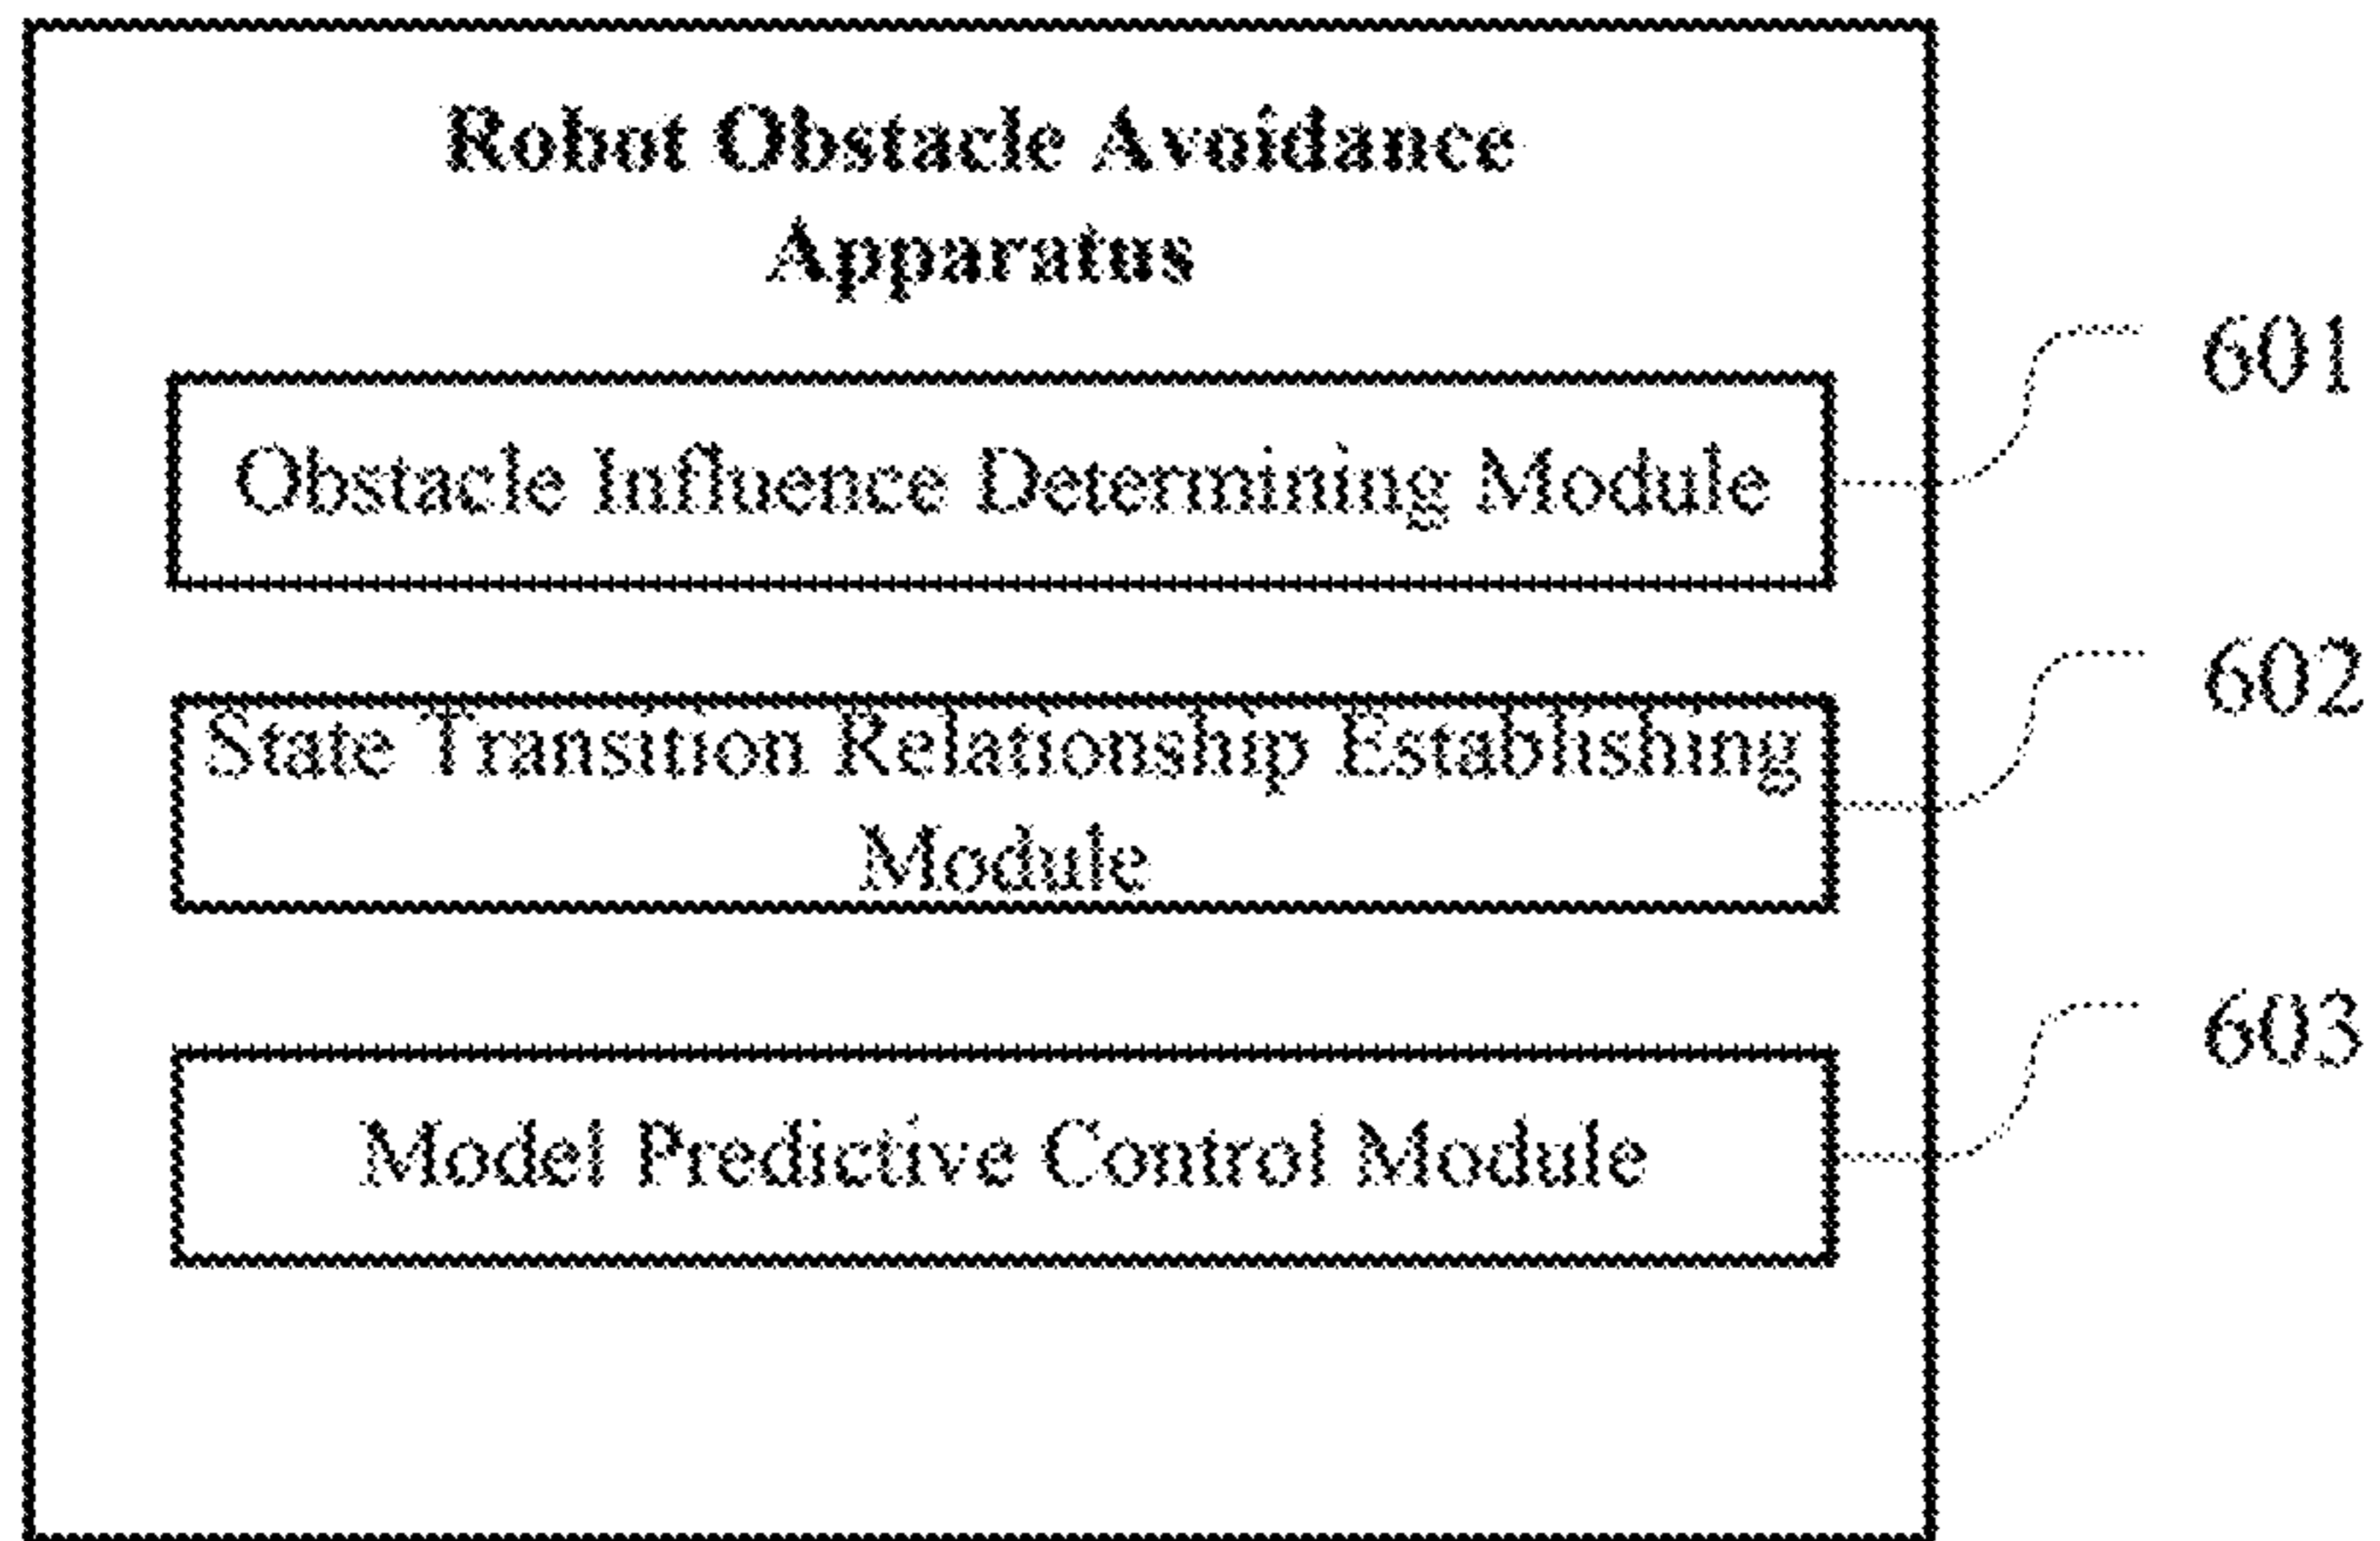 Robot Obstacle Avoidance
Apparatus
601
Obstacle Influence Determining Module
602
State Transition Relationship Establishing
Module
603
Model Predictive Control Module